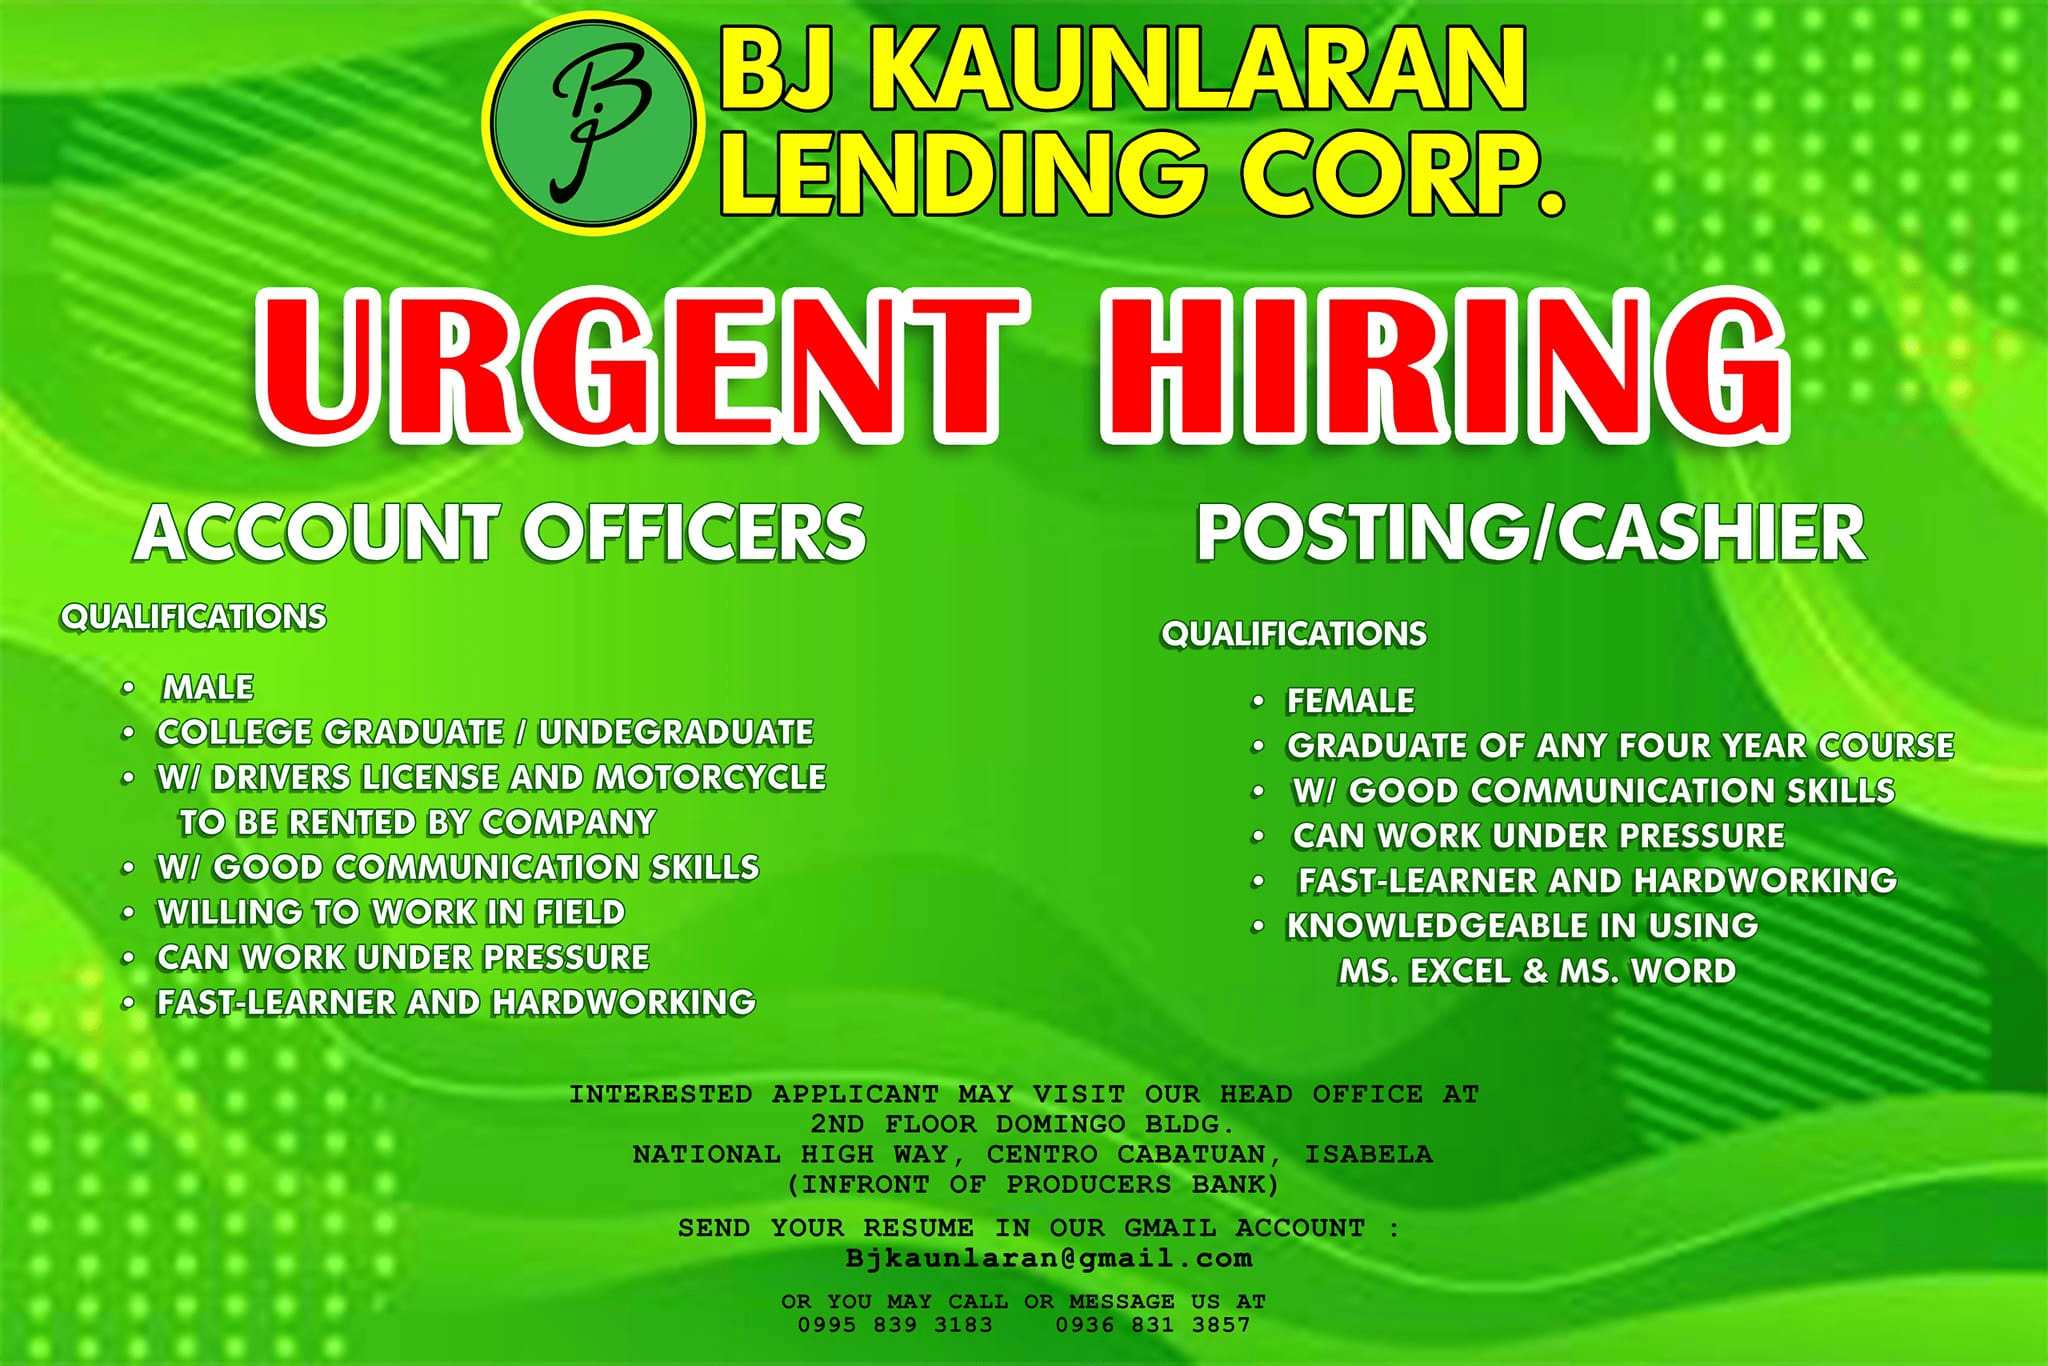 BJ
BJ KAUNLARAN
LENDING CORP.
URGENT HIRING
ACCOUNT OFFICERS
QUALIFICATIONS
• MALE
• COLLEGE GRADUATE / UNDEGRADUATE
• W/ DRIVERS LICENSE AND MOTORCYCLE
TO BE RENTED BY COMPANY
• W/ GOOD COMMUNICATION SKILLS
• WILLING TO WORK IN FIELD
• CAN WORK UNDER PRESSURE
• FAST-LEARNER AND HARDWORKING
POSTING/CASHIER
QUALIFICATIONS
• FEMALE
• GRADUATE OF ANY FOUR YEAR COURSE
• W/ GOOD COMMUNICATION SKILLS
• CAN WORK UNDER PRESSURE
• FAST-LEARNER AND HARDWORKING
• KNOWLEDGEABLE IN USING
MS. EXCEL & MS. WORD
INTERESTED APPLICANT MAY VISIT OUR HEAD OFFICE AT
2ND FLOOR DOMINGO BLDG.
NATIONAL HIGH WAY, CENTRO CABATUAN, ISABELA
(INFRONT OF PRODUCERS BANK)
SEND YOUR RESUME IN OUR GMAIL ACCOUNT :
Bjkaunlaran@gmail.com
OR YOU MAY CALL OR MESSAGE US AT
0995 839 3183 0936 831 3857